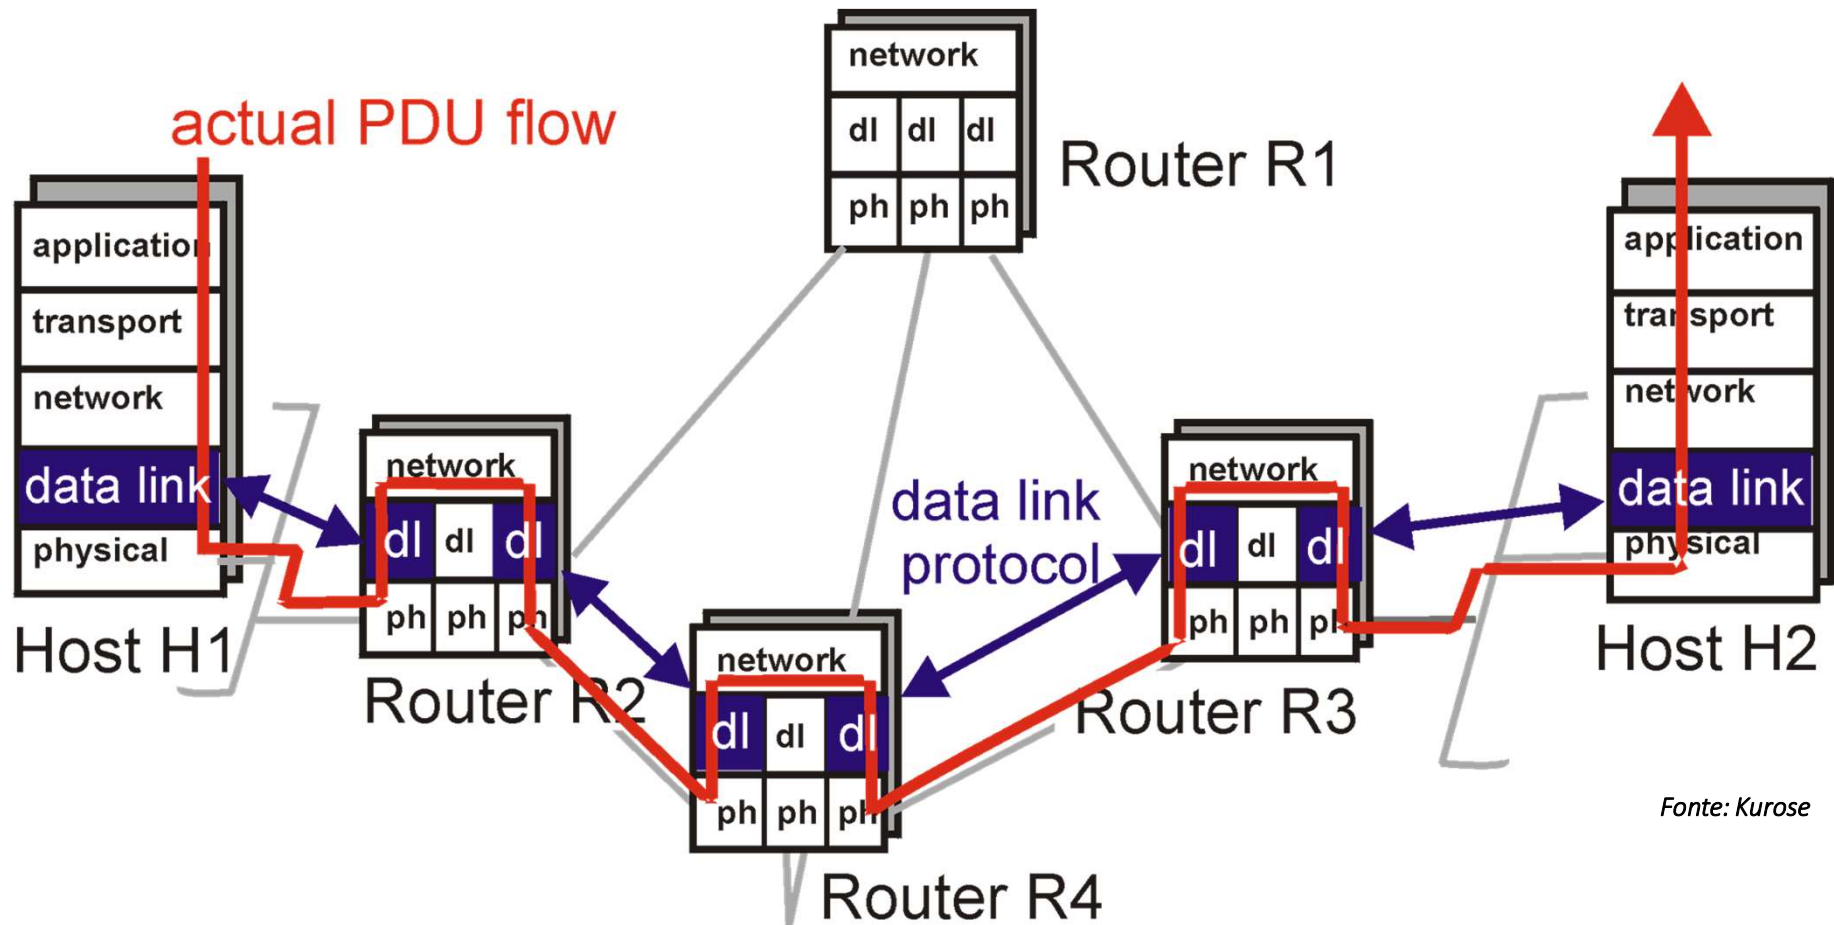 network
dl dl dl
ph ph ph
Router R1
actual PDU flow
application
transport
network
data link
physical
Host H1
network
dl dl dl
ph ph ph
Router R2
data link
protocol
network
dl dl dl
ph ph ph
Router R4
network
dl dl dl
ph ph ph
Router R3
application
transport
network
data link
physical
Host H2
Fonte: Kurose